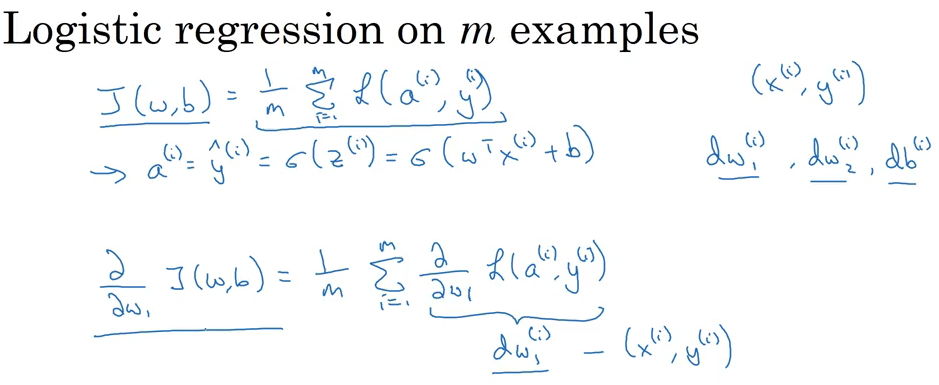 Logistic regression on m examples
J(w,b) = 1/m Σ_{i=1}^{m} ℒ(a^{(i)}, y^{(i)})
(x^{(i)}, y^{(i)})
→ a^{(i)} = ŷ^{(i)} = σ(z^{(i)} = σ(w^T x^{(i)} + b)
dw_1^{(i)}, dw_2^{(i)}, db^{(i)}
∂/∂w_1 J(w,b) = 1/m Σ_{i=1}^{m} ∂/∂w_1 ℒ(a^{(i)}, y^{(i)})
dw_1^{(i)} – (x^{(i)}, y^{(i)})